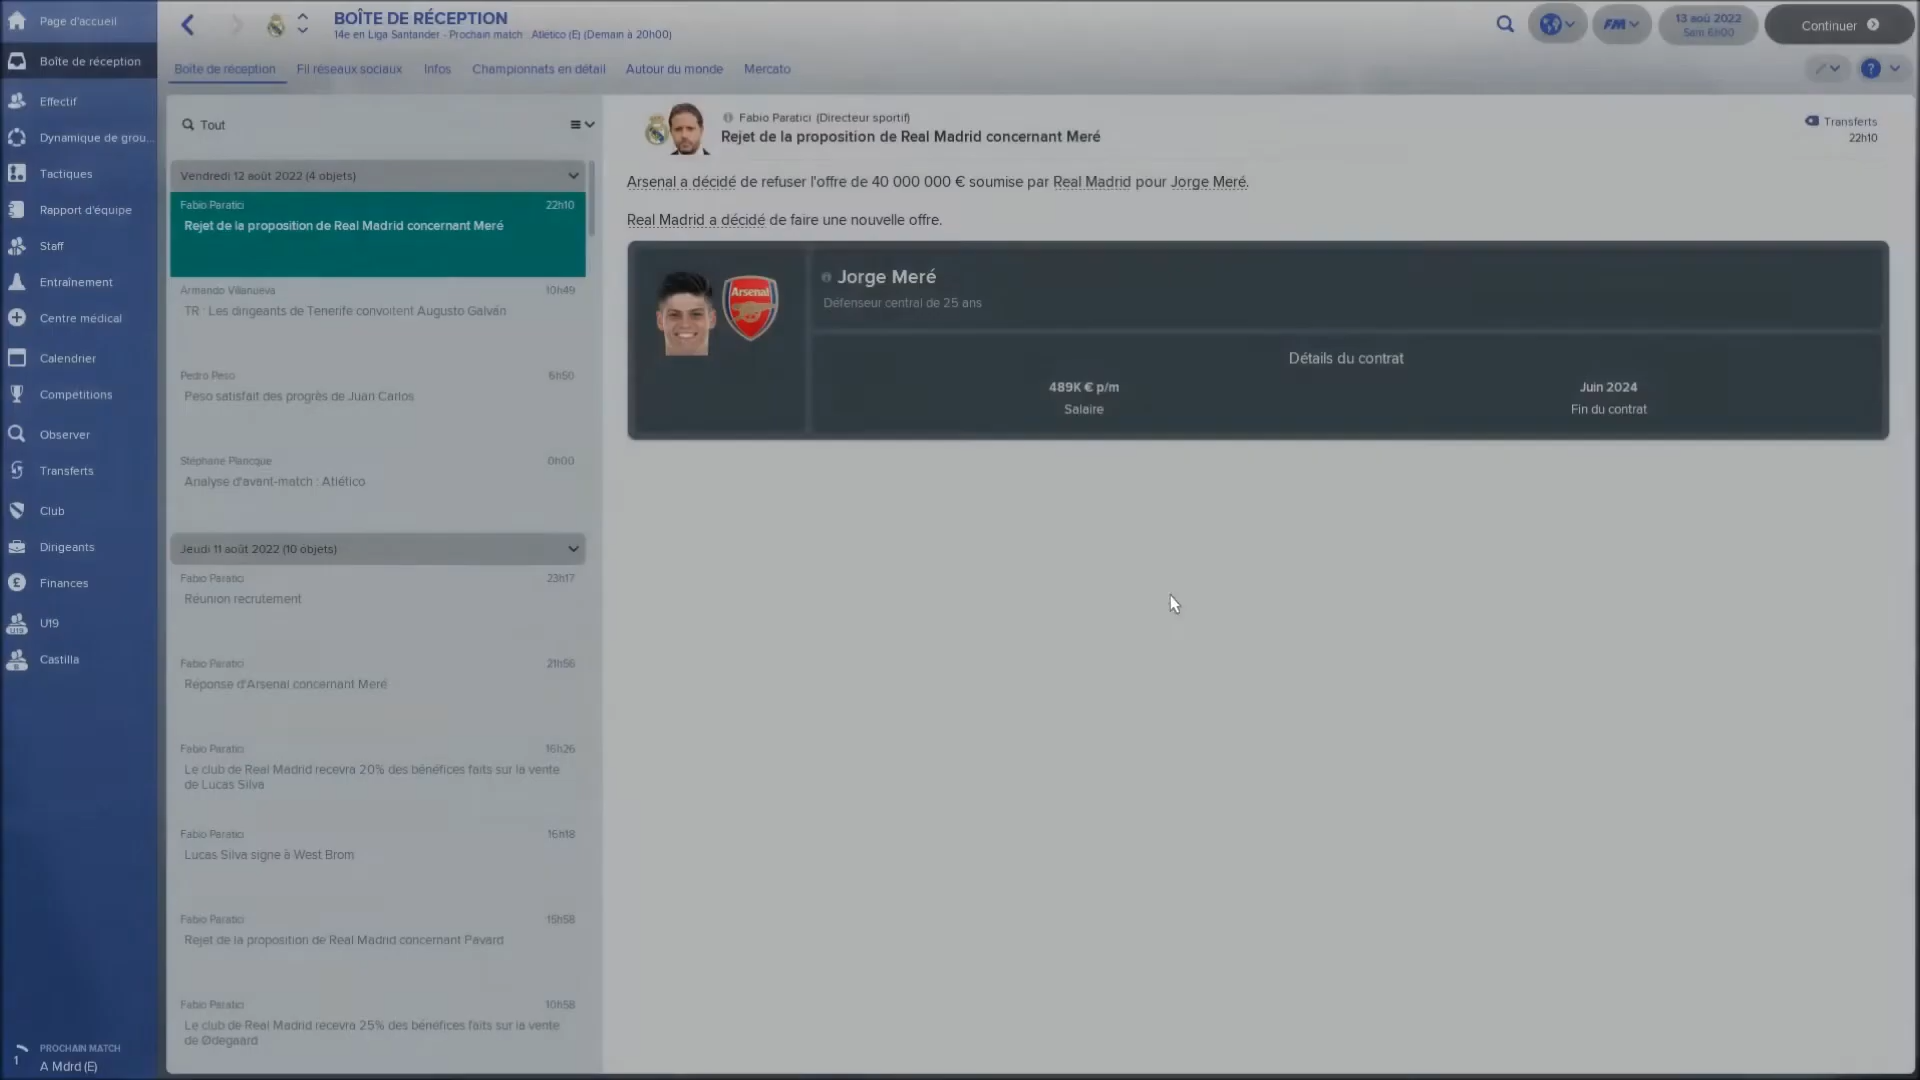 Page d'accueil
Boîte de réception
Effectif
Dynamique de grou...
Tactiques
Rapport d'équipe
Staff
Entraînement
Centre médical
Calendrier
Compétitions
Observer
Transferts
Club
Dirigeants
Finances
U19
Castilla
PROCHAIN MATCH
1
A Mdrd (E)
BOÎTE DE RÉCEPTION
14e en Liga Santander - Prochain match : Atlético (E) (Demain à 20h00)
FM
13 aoû 2022
Sam 6h00
Continuer
Boîte de réception
Fil réseaux sociaux
Infos
Championnats en détail
Autour du monde
Mercato
?
Tout
Vendredi 12 août 2022 (4 objets)
Fabio Paratici 22h10
Rejet de la proposition de Real Madrid concernant Meré
Armando Villanueva 10h49
TR : Les dirigeants de Tenerife convoitent Augusto Galván
Pedro Peso 6h50
Peso satisfait des progrès de Juan Carlos
Stéphane Plancque 0h00
Analyse d'avant-match : Atlético
Jeudi 11 août 2022 (10 objets)
Fabio Paratici 23h17
Réunion recrutement
Fabio Paratici 21h56
Réponse d'Arsenal concernant Meré
Fabio Paratici 16h26
Le club de Real Madrid recevra 20% des bénéfices faits sur la vente
de Lucas Silva
Fabio Paratici 16h18
Lucas Silva signe à West Brom
Fabio Paratici 15h58
Rejet de la proposition de Real Madrid concernant Pavard
Fabio Paratici 10h58
Le club de Real Madrid recevra 25% des bénéfices faits sur la vente
de Ødegaard
Fabio Paratici (Directeur sportif)
Rejet de la proposition de Real Madrid concernant Meré
Transferts
22h10
Arsenal a décidé de refuser l'offre de 40 000 000 € soumise par Real Madrid pour Jorge Meré.
Real Madrid a décidé de faire une nouvelle offre.
Arsenal
Jorge Meré
Défenseur central de 25 ans
Détails du contrat
489K € p/m
Salaire
Juin 2024
Fin du contrat